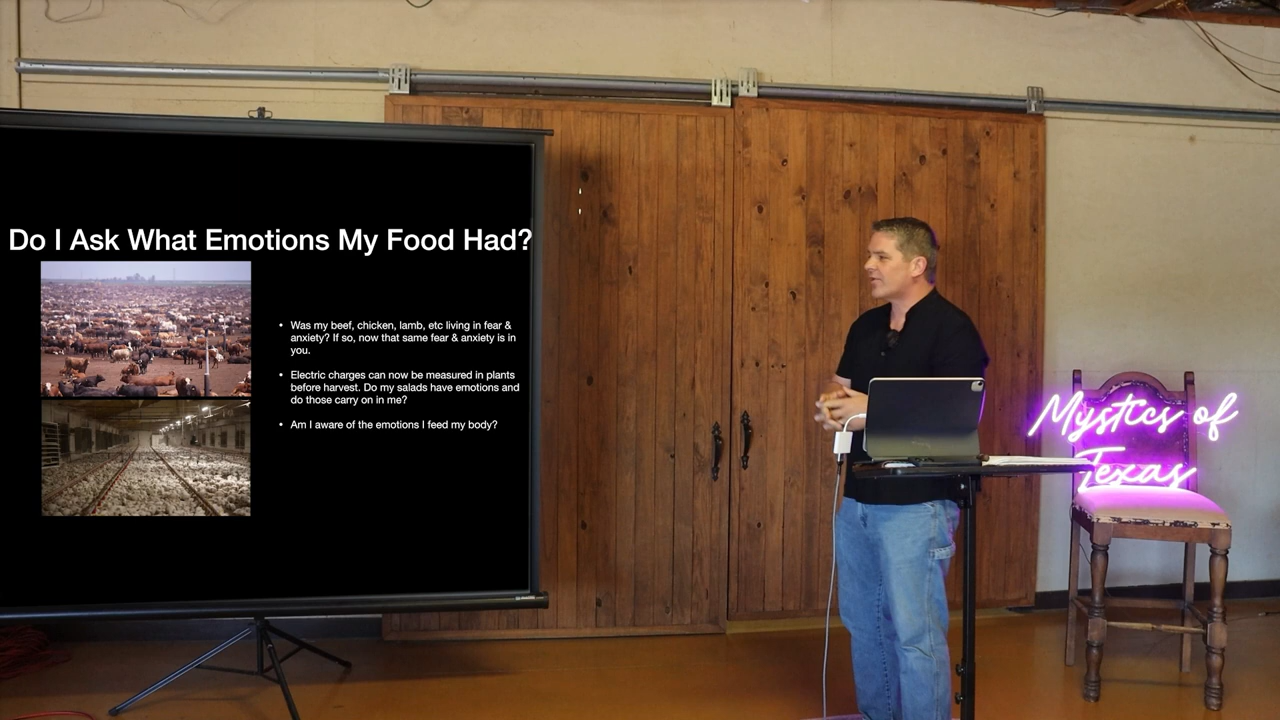 Do I Ask What Emotions My Food Had?
• Was my beef, chicken, lamb, etc living in fear &
anxiety? If so, now that same fear & anxiety is in
you.
• Electric charges can now be measured in plants
before harvest. Do my salads have emotions and
do those carry on in me?
• Am I aware of the emotions I feed my body?
Mystics of
Texas